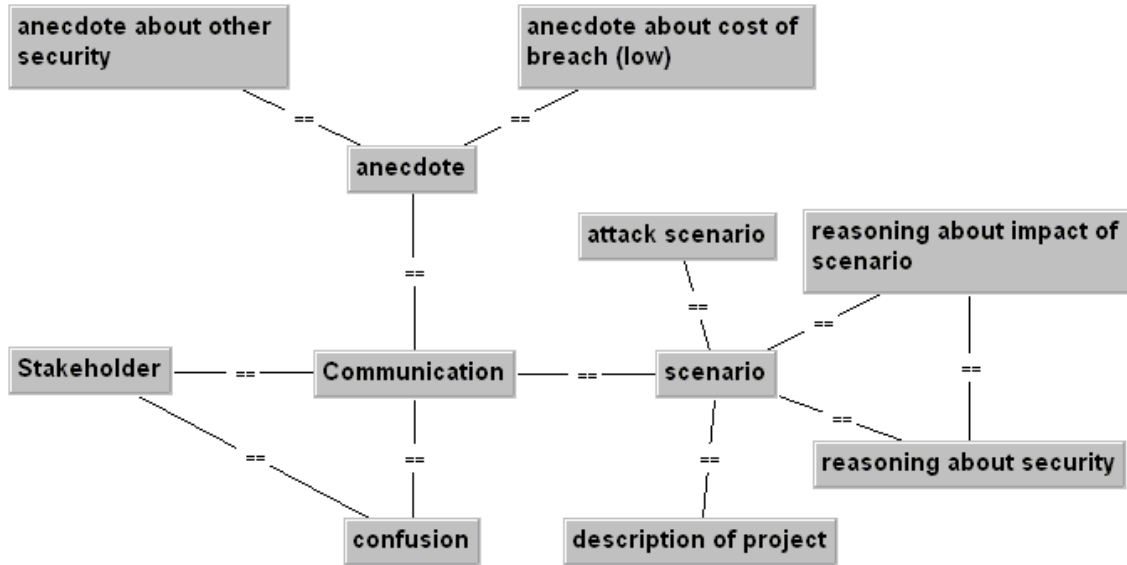 anecdote about other
security
anecdote about cost of
breach (low)
==
==
anecdote
attack scenario
reasoning about impact of
scenario
==
==
==
Stakeholder
==
Communication
==
scenario
==
==
==
==
==
reasoning about security
confusion
description of project